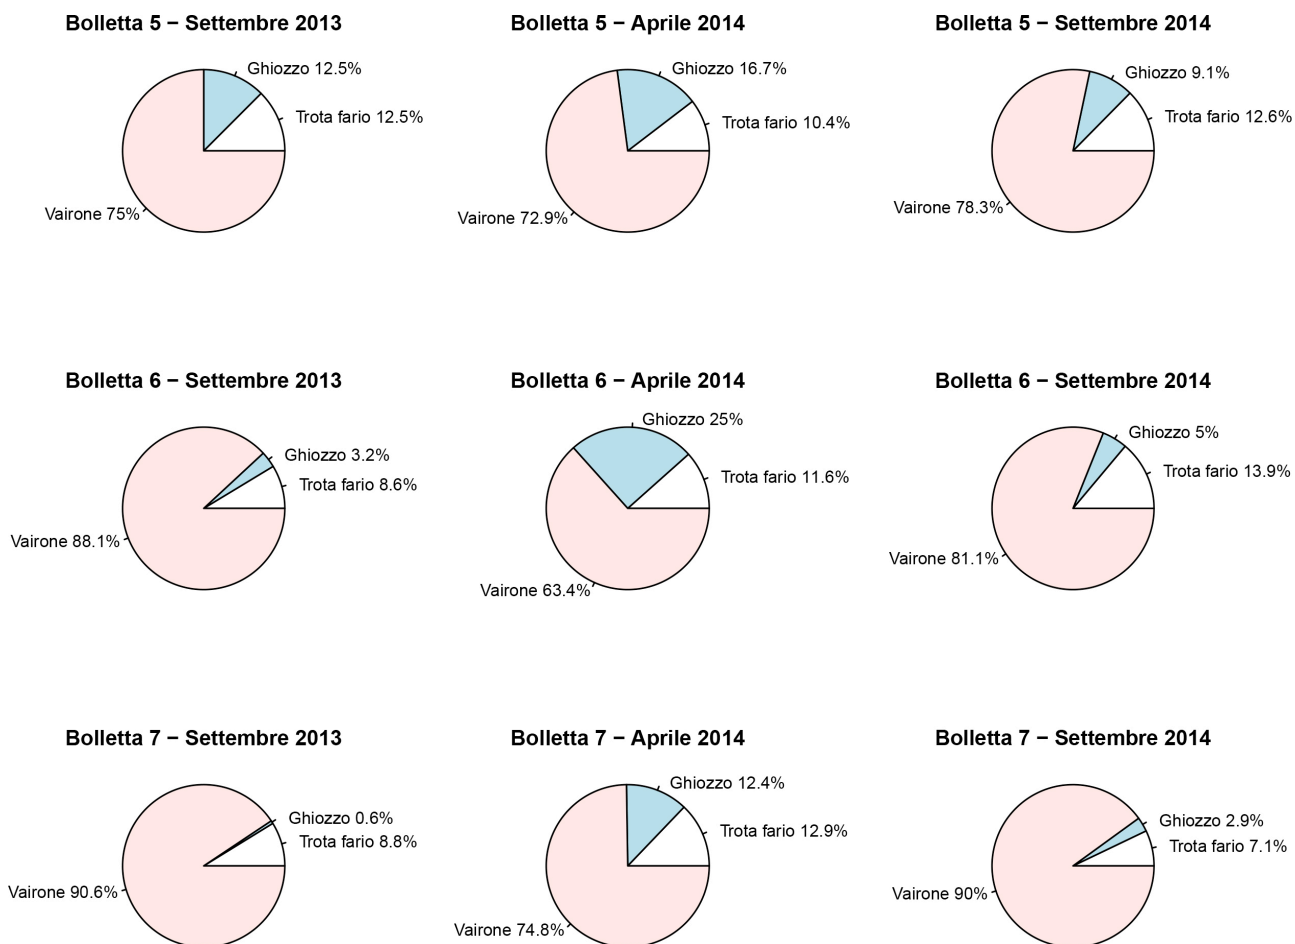 Bolletta 5 − Settembre 2013
Ghiozzo 12.5%
Trota fario 12.5%
Vairone 75%
Bolletta 5 − Aprile 2014
Ghiozzo 16.7%
Trota fario 10.4%
Vairone 72.9%
Bolletta 5 − Settembre 2014
Ghiozzo 9.1%
Trota fario 12.6%
Vairone 78.3%
Bolletta 6 − Settembre 2013
Ghiozzo 3.2%
Trota fario 8.6%
Vairone 88.1%
Bolletta 6 − Aprile 2014
Ghiozzo 25%
Trota fario 11.6%
Vairone 63.4%
Bolletta 6 − Settembre 2014
Ghiozzo 5%
Trota fario 13.9%
Vairone 81.1%
Bolletta 7 − Settembre 2013
Ghiozzo 0.6%
Trota fario 8.8%
Vairone 90.6%
Bolletta 7 − Aprile 2014
Ghiozzo 12.4%
Trota fario 12.9%
Vairone 74.8%
Bolletta 7 − Settembre 2014
Ghiozzo 2.9%
Trota fario 7.1%
Vairone 90%